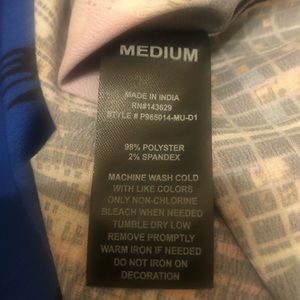 MEDIUM
MADE IN INDIA
RN#143629
STYLE # P965014-MU-D1
98% POLYSTER
2% SPANDEX
MACHINE WASH COLD
WITH LIKE COLORS
ONLY NON-CHLORINE
BLEACH WHEN NEEDED
TUMBLE DRY LOW
REMOVE PROMPTLY
WARM IRON IF NEEDED
DO NOT IRON ON
DECORATION